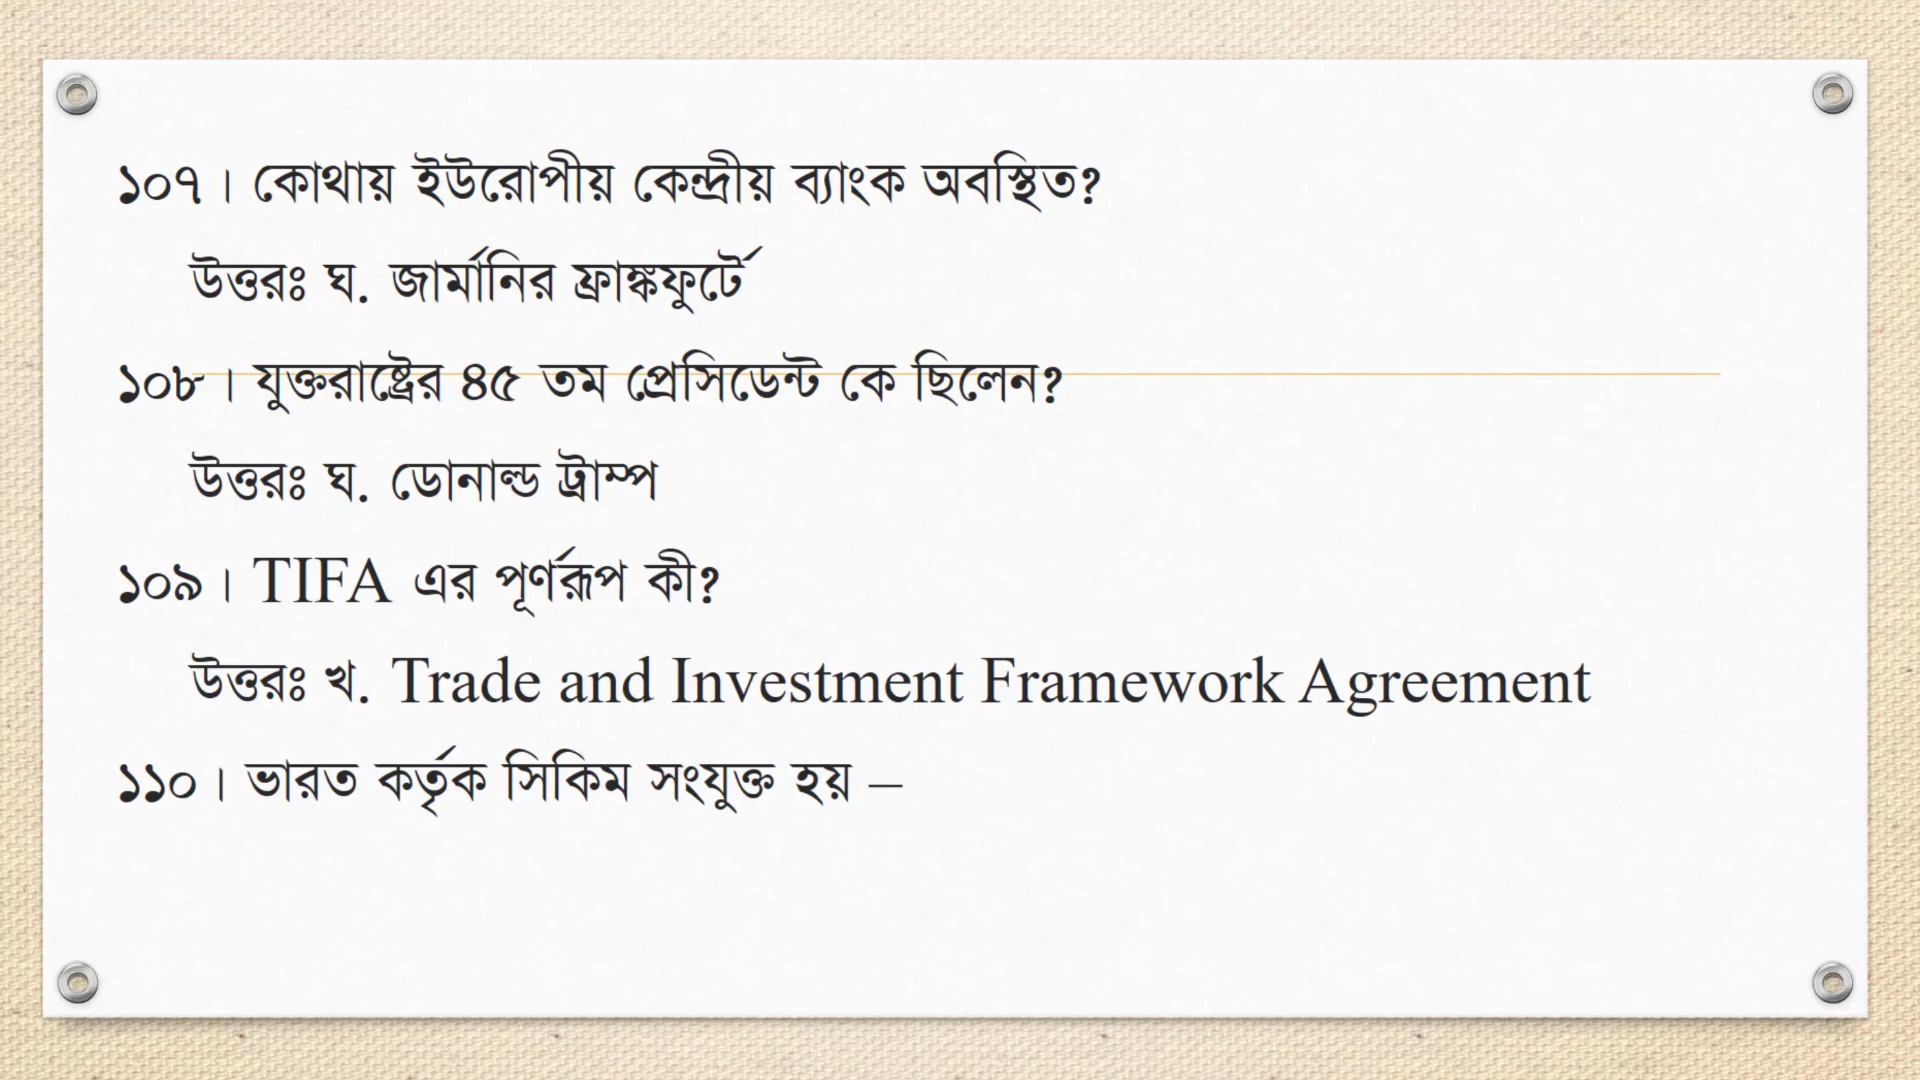 ১০৭। কোথায় ইউরোপীয় কেন্দ্রীয় ব্যাংক অবস্থিত?
উত্তরঃ ঘ. জার্মানির ফ্রাঙ্কফুর্টে
১০৮। যুক্তরাষ্ট্রের ৪৫ তম প্রেসিডেন্ট কে ছিলেন?
উত্তরঃ ঘ. ডোনাল্ড ট্রাম্প
১০৯। TIFA এর পূর্ণরূপ কী?
উত্তরঃ খ. Trade and Investment Framework Agreement
১১০। ভারত কর্তৃক সিকিম সংযুক্ত হয় –